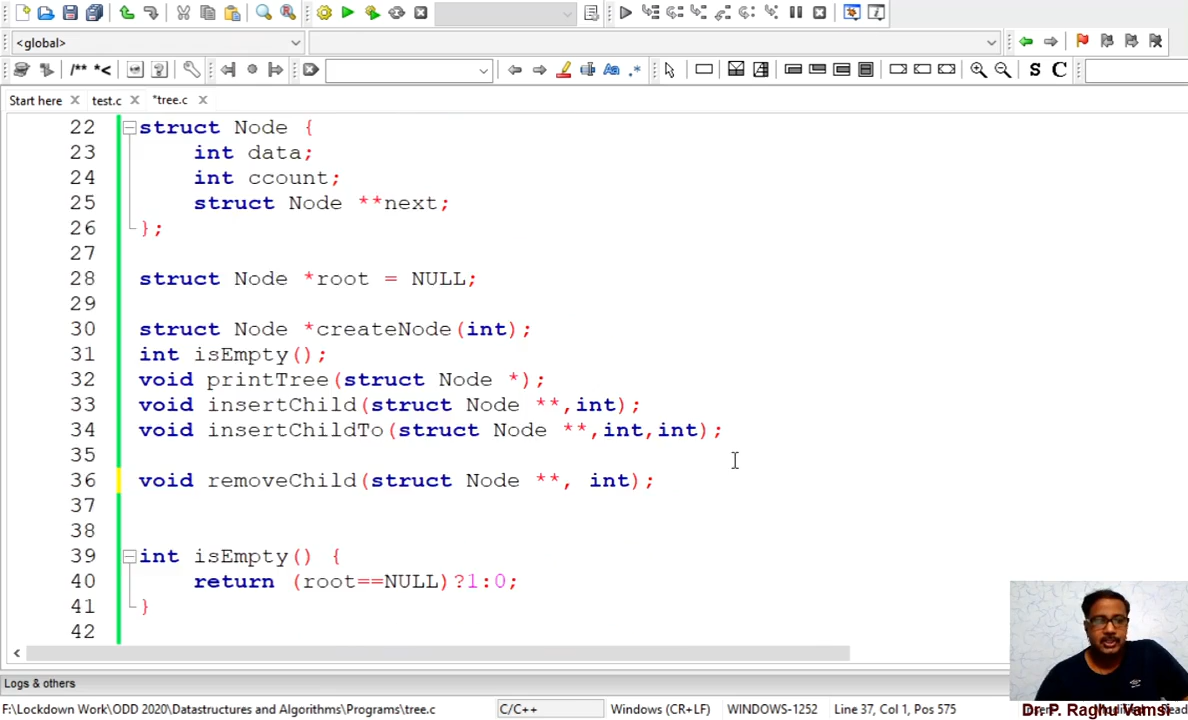 <global>
/** *<
.*
S C
Start here test.c *tree.c
22 struct Node {
23 int data;
24 int ccount;
25 struct Node **next;
26 };
27
28 struct Node *root = NULL;
29
30 struct Node *createNode(int);
31 int isEmpty();
32 void printTree(struct Node *);
33 void insertChild(struct Node **,int);
34 void insertChildTo(struct Node **,int,int);
35
36 void removeChild(struct Node **, int);
37
38
39 int isEmpty() {
40 return (root==NULL)?1:0;
41 }
42
Logs & others
F:\Lockdown Work\ODD 2020\Datastructures and Algorithms\Programs\tree.c C/C++ Windows (CR+LF) WINDOWS-1252 Line 37, Col 1, Pos 575
Dr. P. Raghu Vamsi